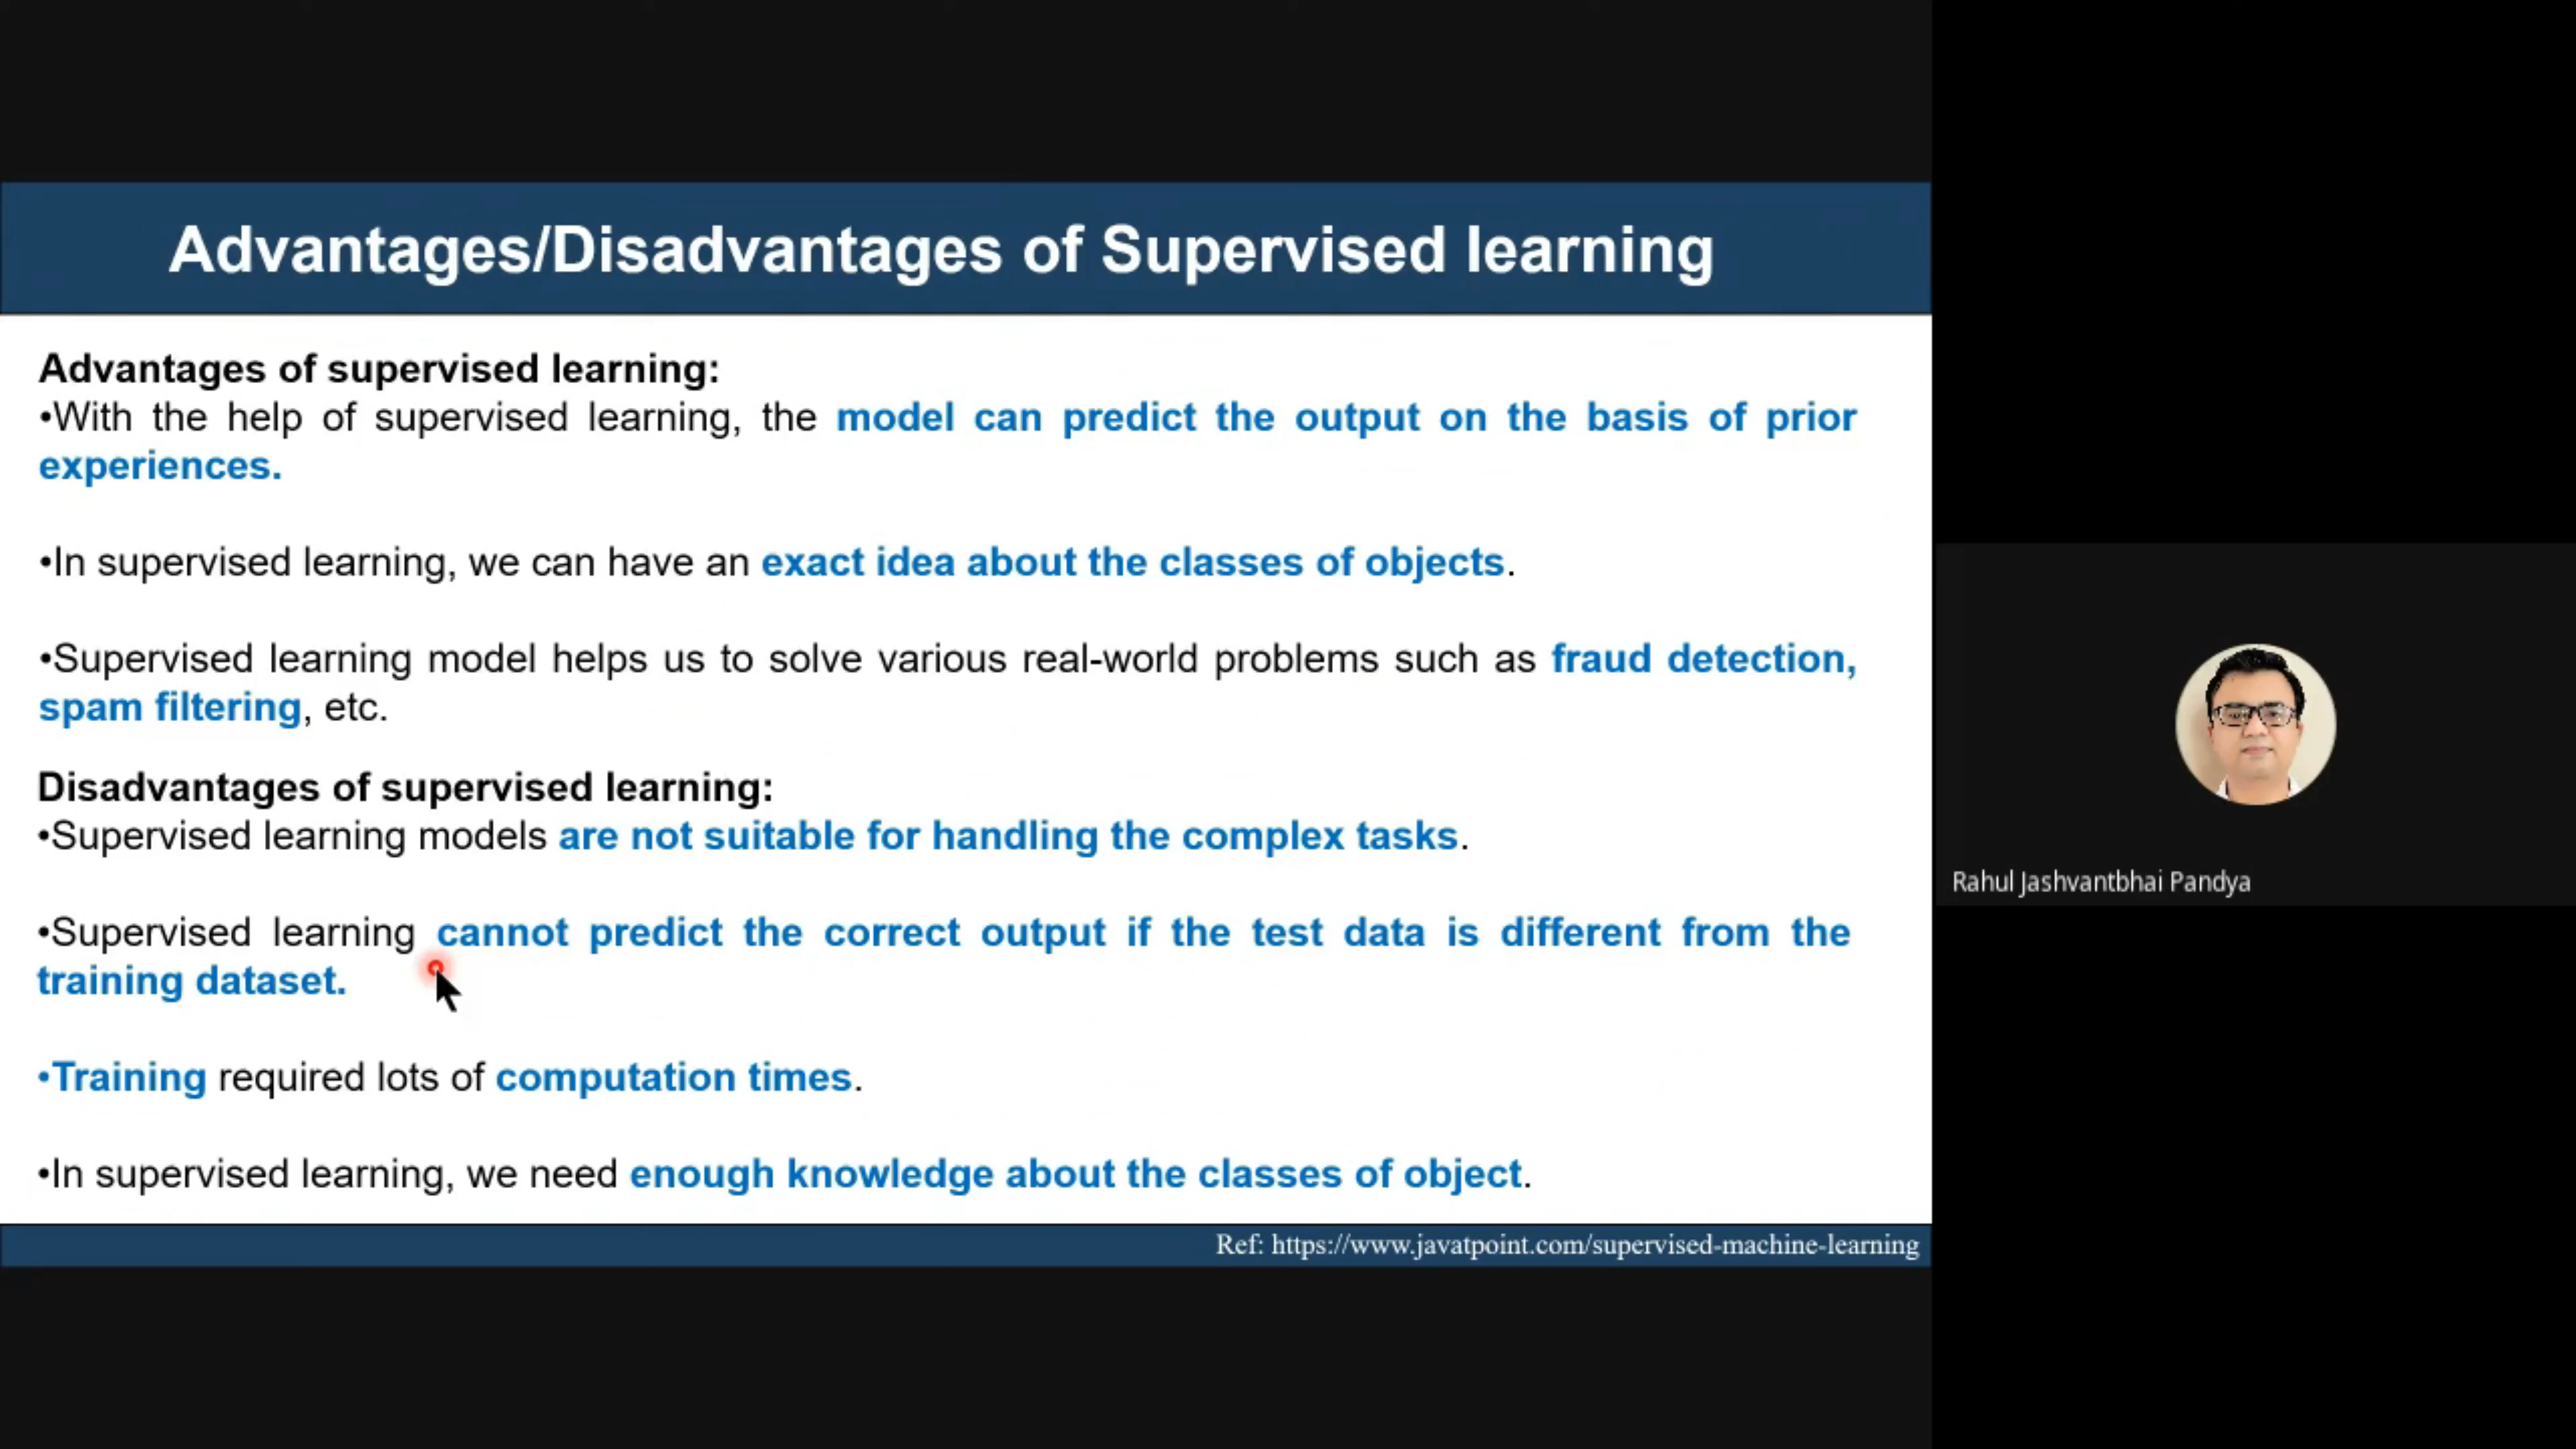 Advantages/Disadvantages of Supervised learning
Advantages of supervised learning:
•With the help of supervised learning, the model can predict the output on the basis of prior
experiences.
•In supervised learning, we can have an exact idea about the classes of objects.
•Supervised learning model helps us to solve various real-world problems such as fraud detection,
spam filtering, etc.
Disadvantages of supervised learning:
•Supervised learning models are not suitable for handling the complex tasks.
•Supervised learning cannot predict the correct output if the test data is different from the
training dataset.
•Training required lots of computation times.
•In supervised learning, we need enough knowledge about the classes of object.
Ref: https://www.javatpoint.com/supervised-machine-learning
Rahul Jashvantbhai Pandya